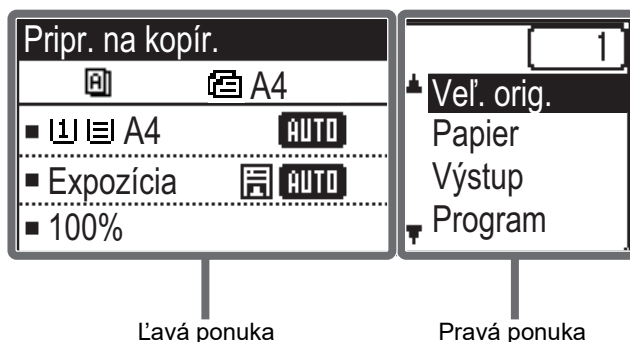 Pripr. na kopír.
A4
1 A4 AUTO
Expozícia AUTO
100%
1
Veľ. orig.
Papier
Výstup
Program
Ľavá ponuka
Pravá ponuka